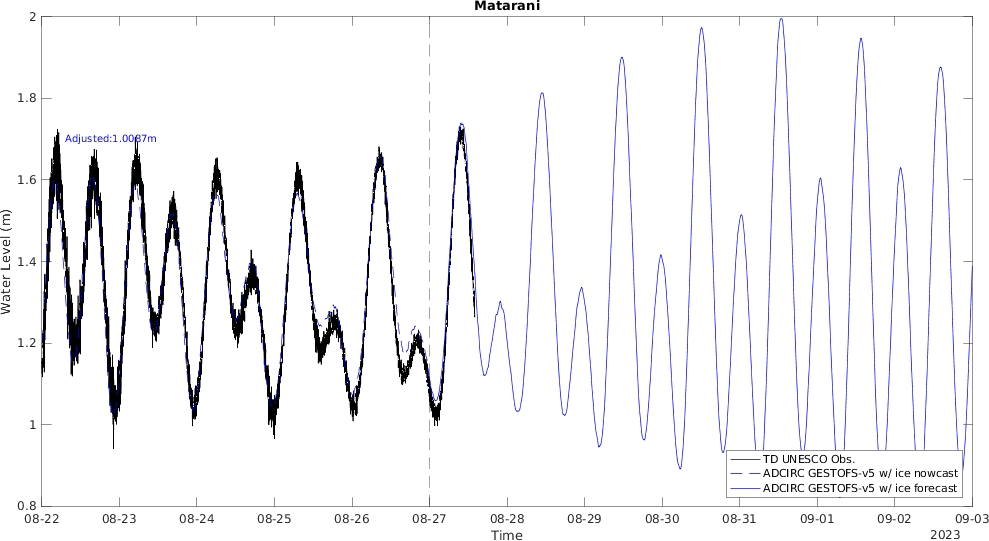 Matarani
2
1.8
1.6
1.4
1.2
1
0.8
Water Level (m)
Adjusted:1.0037m
08-22 08-23 08-24 08-25 08-26 08-27 08-28 08-29 08-30 08-31 09-01 09-02 09-03
Time
2023
TD UNESCO Obs.
ADCIRC GESTOFS-v5 w/ ice nowcast
ADCIRC GESTOFS-v5 w/ ice forecast